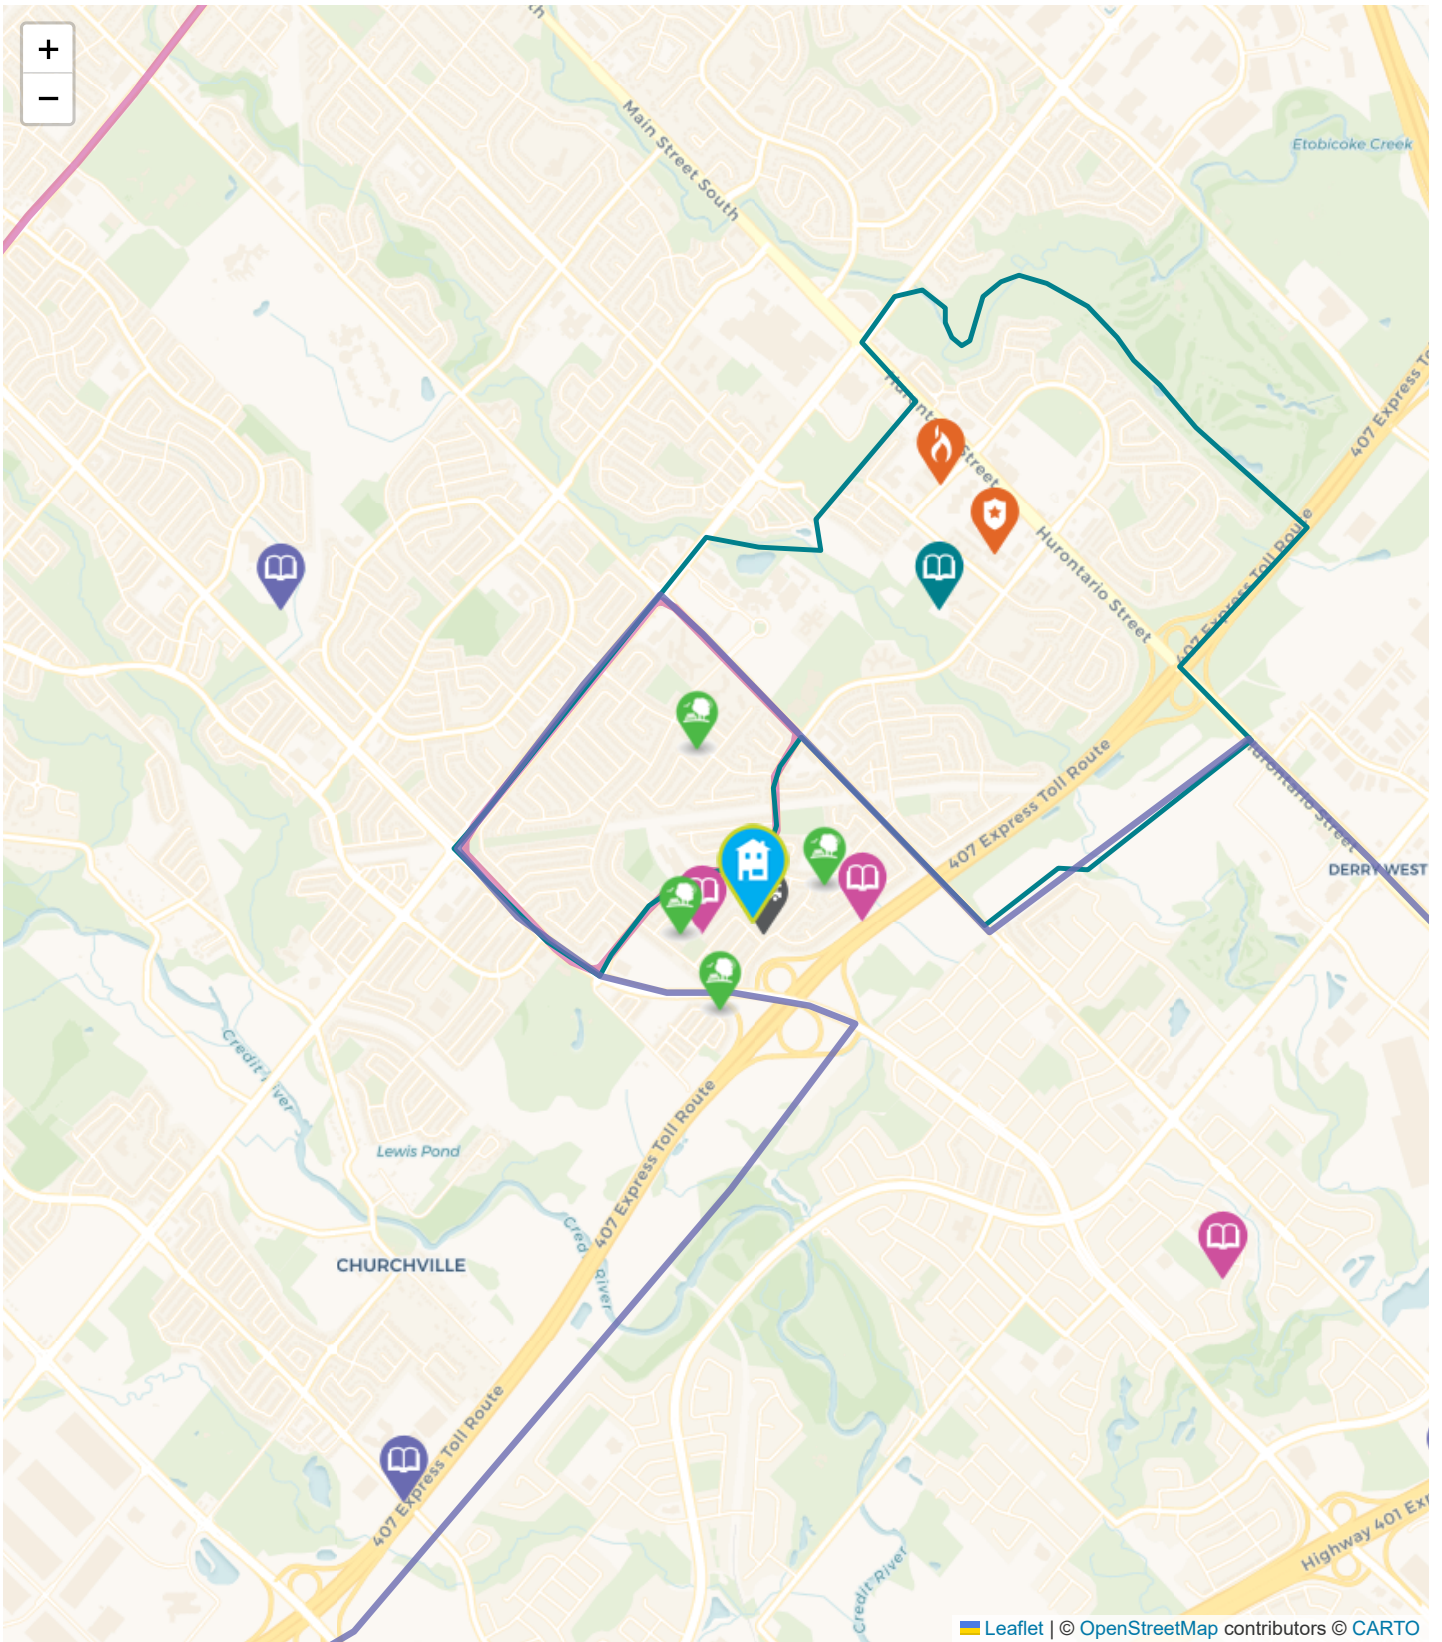 +
−
Main Street South
Etobicoke Creek
407 Express To
Street
Hurontario Street
407 Express Toll Route
407 Express Toll Route
Hurontario Street
DERRY WEST
Credit River
Lewis Pond
407 Express Toll Route
CHURCHVILLE
River
407 Express Toll Route
Highway 401 Exp
Credit River
Leaflet | © OpenStreetMap contributors © CARTO